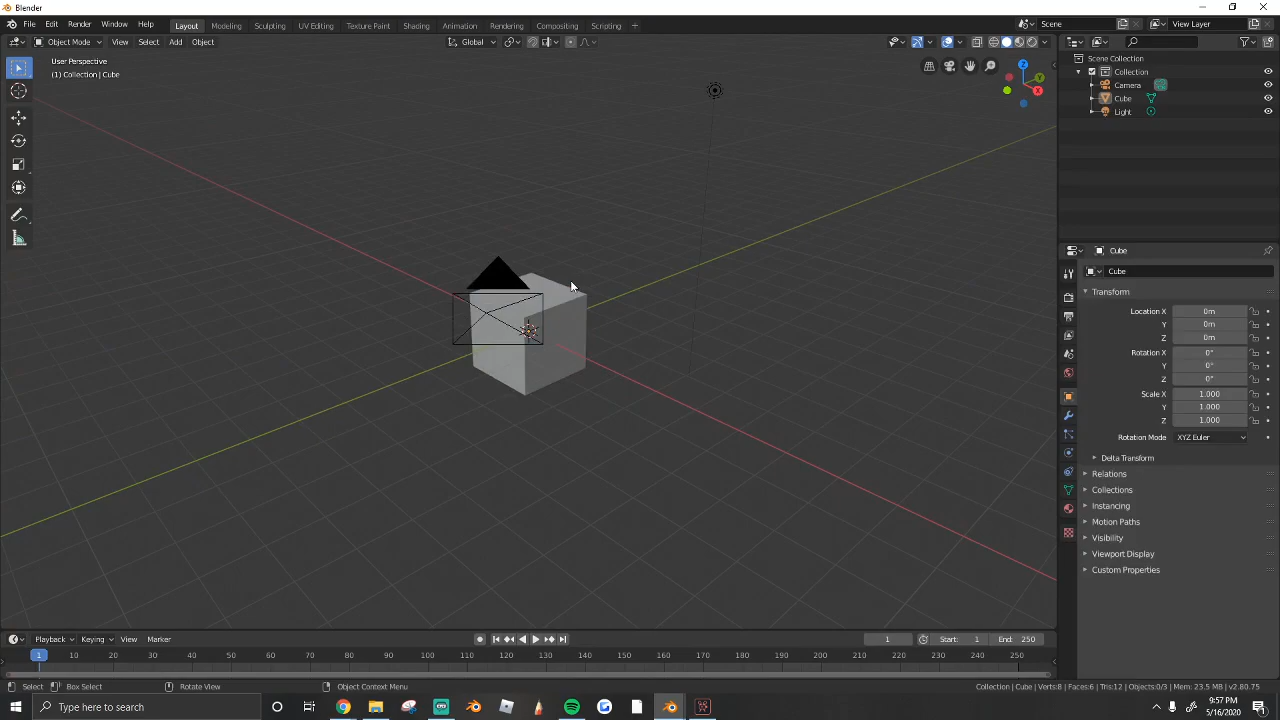 Blender
File Edit Render Window Help
Layout Modeling Sculpting UV Editing Texture Paint Shading Animation Rendering Compositing Scripting +
Scene
View Layer
Object Mode View Select Add Object
Global
User Perspective
(1) Collection | Cube
Z
Y
X
Scene Collection
Collection
Camera
Cube
Light
Cube
Cube
Transform
Location X 0m
Y 0m
Z 0m
Rotation X 0°
Y 0°
Z 0°
Scale X 1.000
Y 1.000
Z 1.000
Rotation Mode XYZ Euler
Delta Transform
Relations
Collections
Instancing
Motion Paths
Visibility
Viewport Display
Custom Properties
Playback Keying View Marker
1 Start: 1 End: 250
1 10 20 30 40 50 60 70 80 90 100 110 120 130 140 150 160 170 180 190 200 210 220 230 240 250
Select Box Select Rotate View Object Context Menu
Collection | Cube | Verts:8 | Faces:6 | Tris:12 | Objects:0/3 | Mem: 23.5 MB | v2.80.75
Type here to search
9:57 PM
5/16/2020